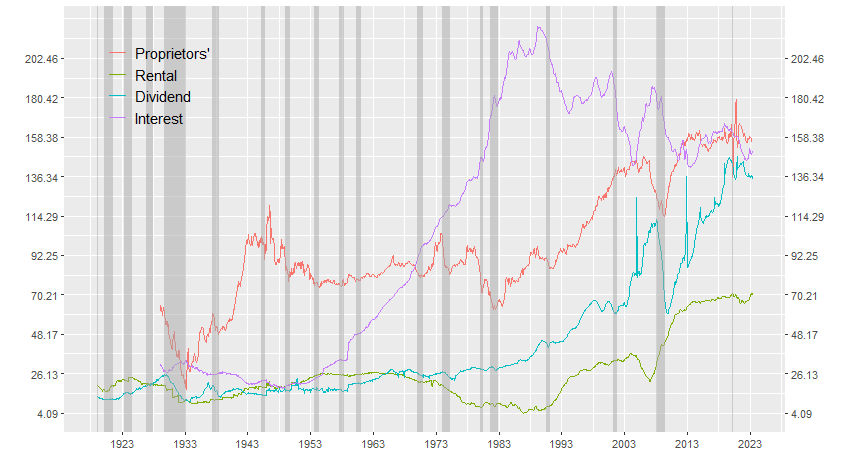 202.46 202.46
Proprietors'
Rental
180.42 180.42
Dividend
Interest
158.38 158.38
136.34 136.34
114.29 114.29
92.25 92.25
70.21 70.21
48.17 48.17
26.13 26.13
4.09 4.09
1923 1933 1943 1953 1963 1973 1983 1993 2003 2013 2023